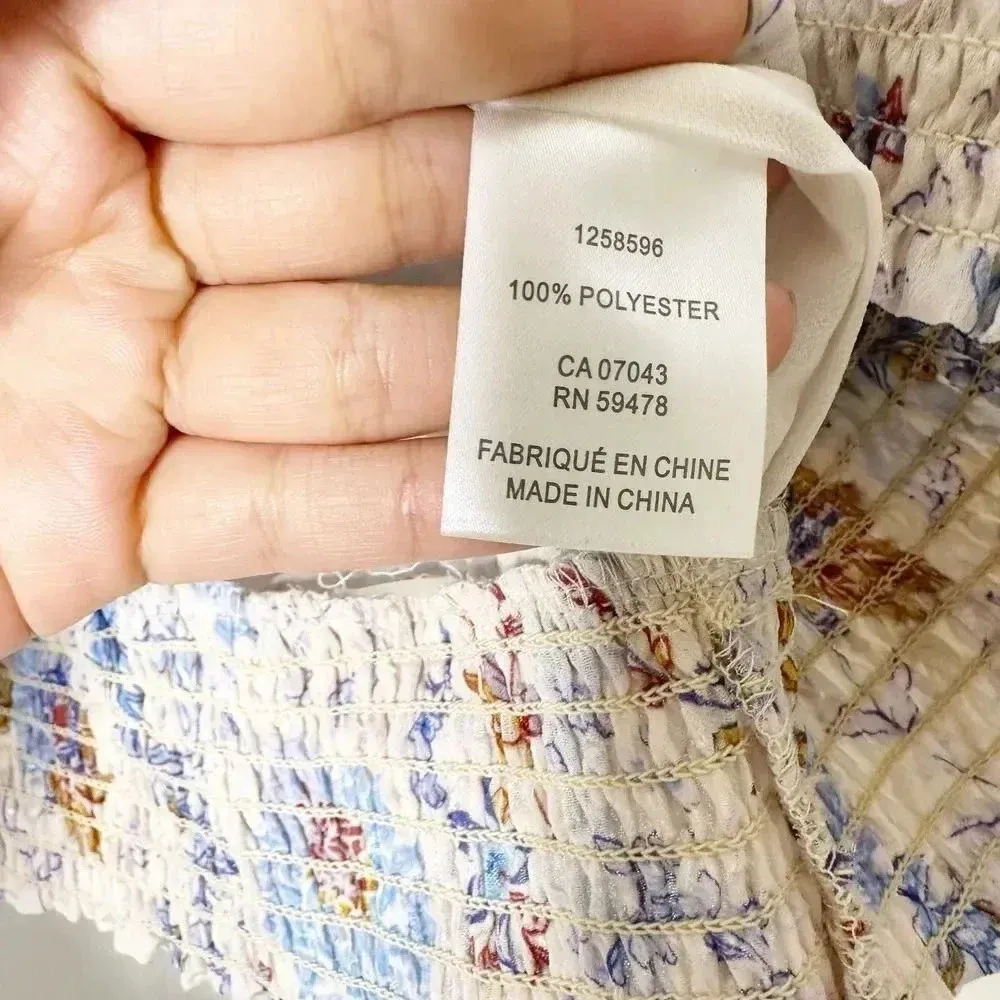 1258596
100% POLYESTER
CA 07043
RN 59478
FABRIQUÉ EN CHINE
MADE IN CHINA